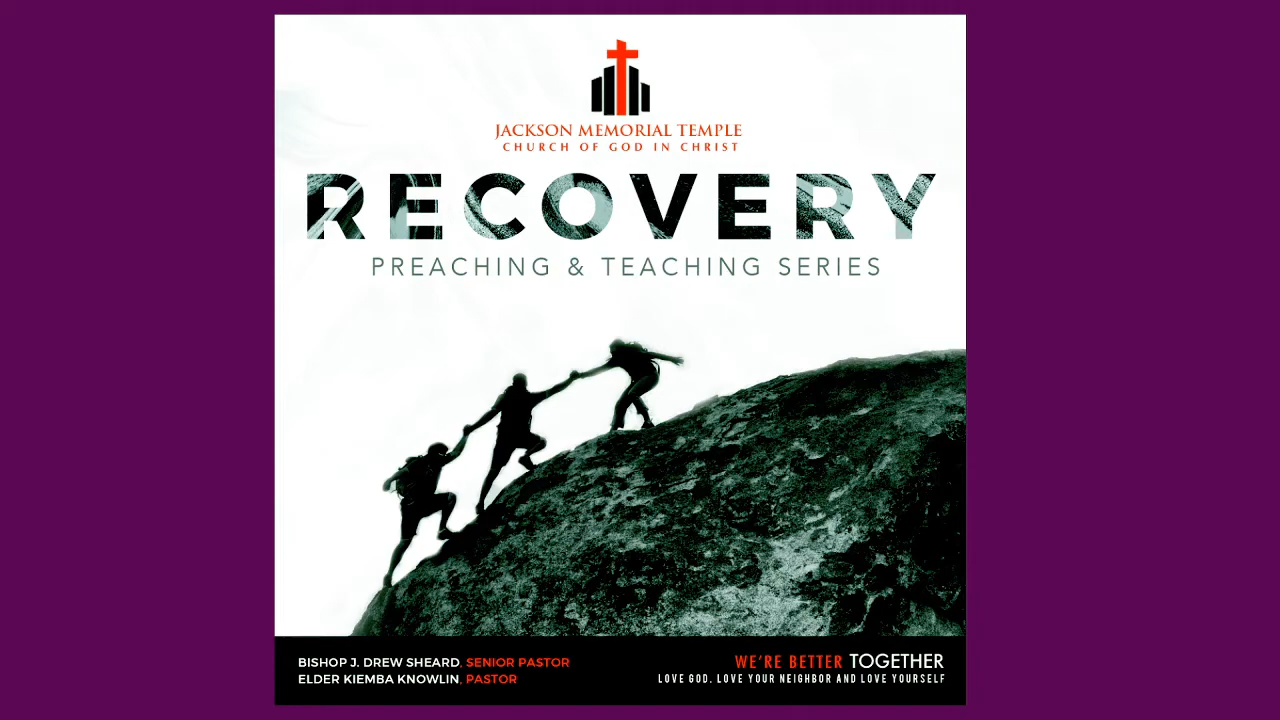 JACKSON MEMORIAL TEMPLE
CHURCH OF GOD IN CHRIST
RECOVERY
PREACHING & TEACHING SERIES
BISHOP J. DREW SHEARD, SENIOR PASTOR
ELDER KIEMBA KNOWLIN, PASTOR
WE'RE BETTER TOGETHER
LOVE GOD. LOVE YOUR NEIGHBOR AND LOVE YOURSELF